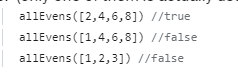 allEvens([2,4,6,8]) //true
allEvens([1,4,6,8]) //false
allEvens([1,2,3]) //false